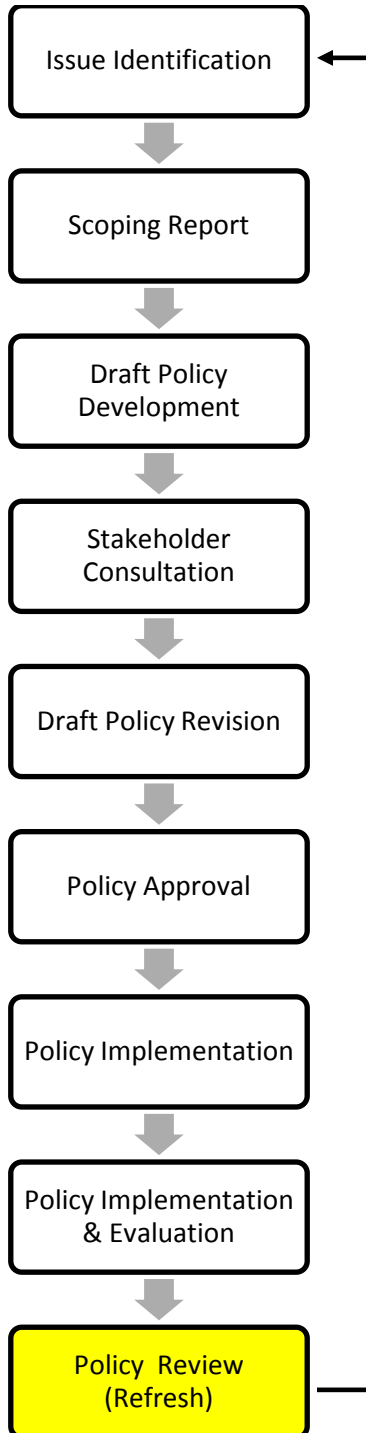 Issue Identification
Scoping Report
Draft Policy
Development
Stakeholder
Consultation
Draft Policy Revision
Policy Approval
Policy Implementation
Policy Implementation
& Evaluation
Policy Review
(Refresh)